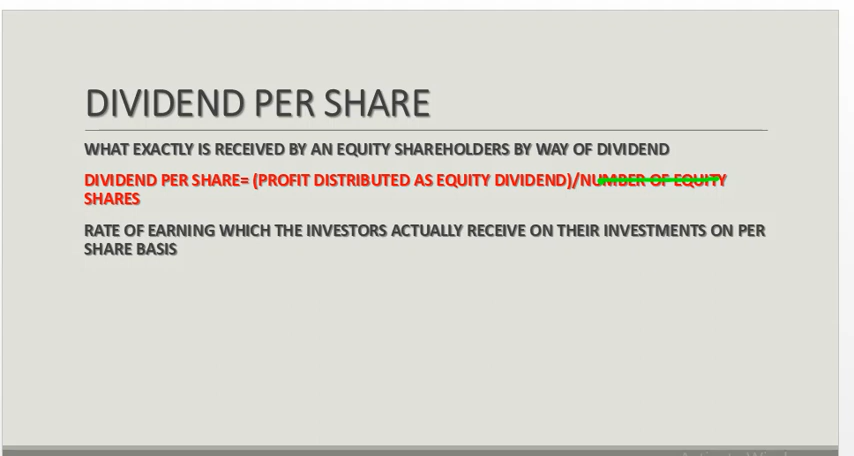 DIVIDEND PER SHARE
WHAT EXACTLY IS RECEIVED BY AN EQUITY SHAREHOLDERS BY WAY OF DIVIDEND
DIVIDEND PER SHARE= (PROFIT DISTRIBUTED AS EQUITY DIVIDEND)/NUMBER OF EQUITY
SHARES
RATE OF EARNING WHICH THE INVESTORS ACTUALLY RECEIVE ON THEIR INVESTMENTS ON PER
SHARE BASIS